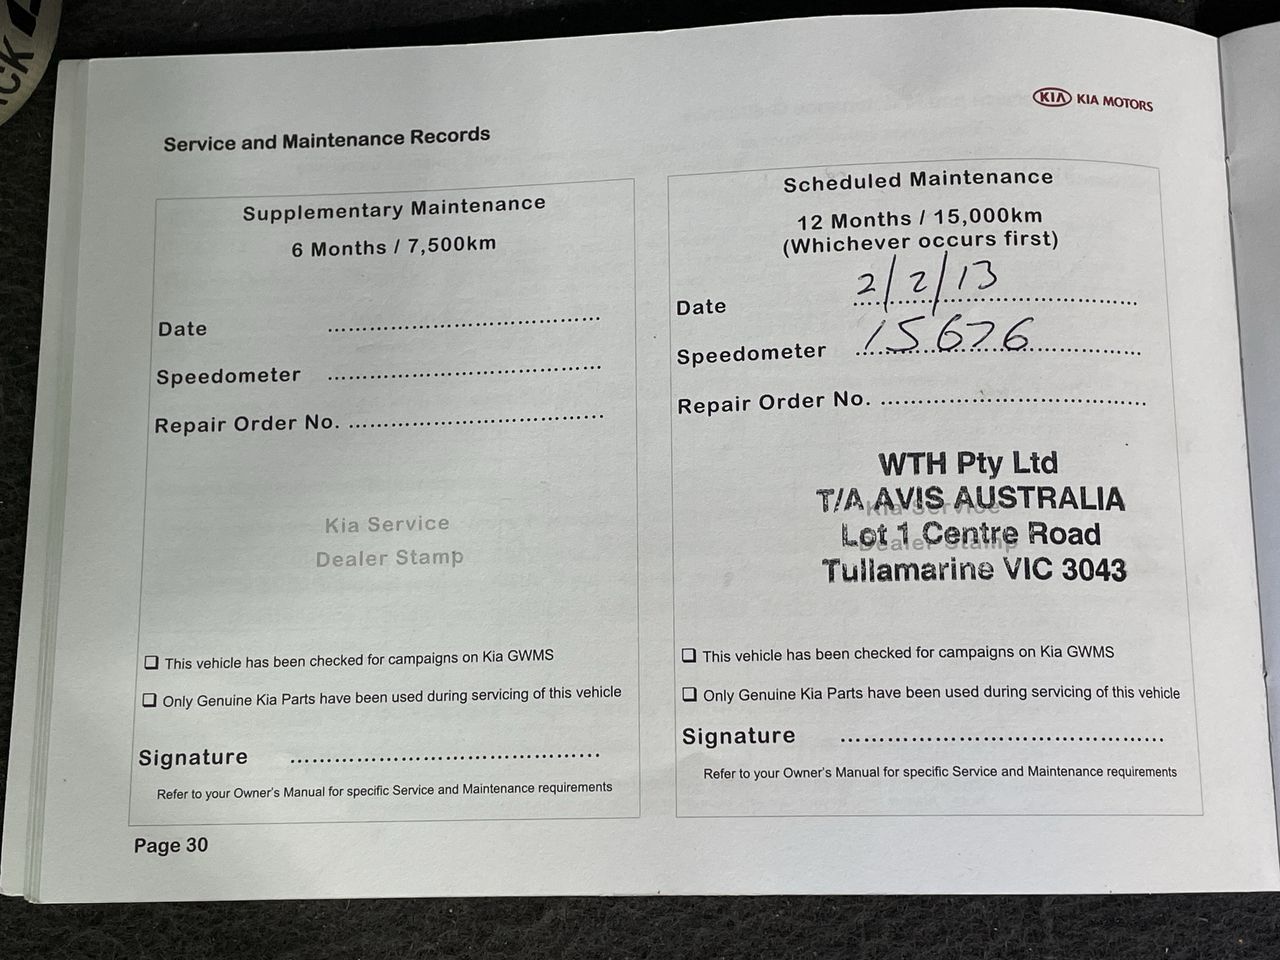 CK
KIA KIA MOTORS
Service and Maintenance Records
Supplementary Maintenance
6 Months / 7,500km
Date ........................................
Speedometer ........................................
Repair Order No. ........................................
Kia Service
Dealer Stamp
❑ This vehicle has been checked for campaigns on Kia GWMS
❑ Only Genuine Kia Parts have been used during servicing of this vehicle
Signature ........................................
Refer to your Owner's Manual for specific Service and Maintenance requirements
Page 30
Scheduled Maintenance
12 Months / 15,000km
(Whichever occurs first)
Date 2/2/13
Speedometer 15676
Repair Order No. ........................................
WTH Pty Ltd
T/A AVIS AUSTRALIA
Kia Service
Lot 1 Centre Road
Dealer Stamp
Tullamarine VIC 3043
❑ This vehicle has been checked for campaigns on Kia GWMS
❑ Only Genuine Kia Parts have been used during servicing of this vehicle
Signature ........................................
Refer to your Owner's Manual for specific Service and Maintenance requirements